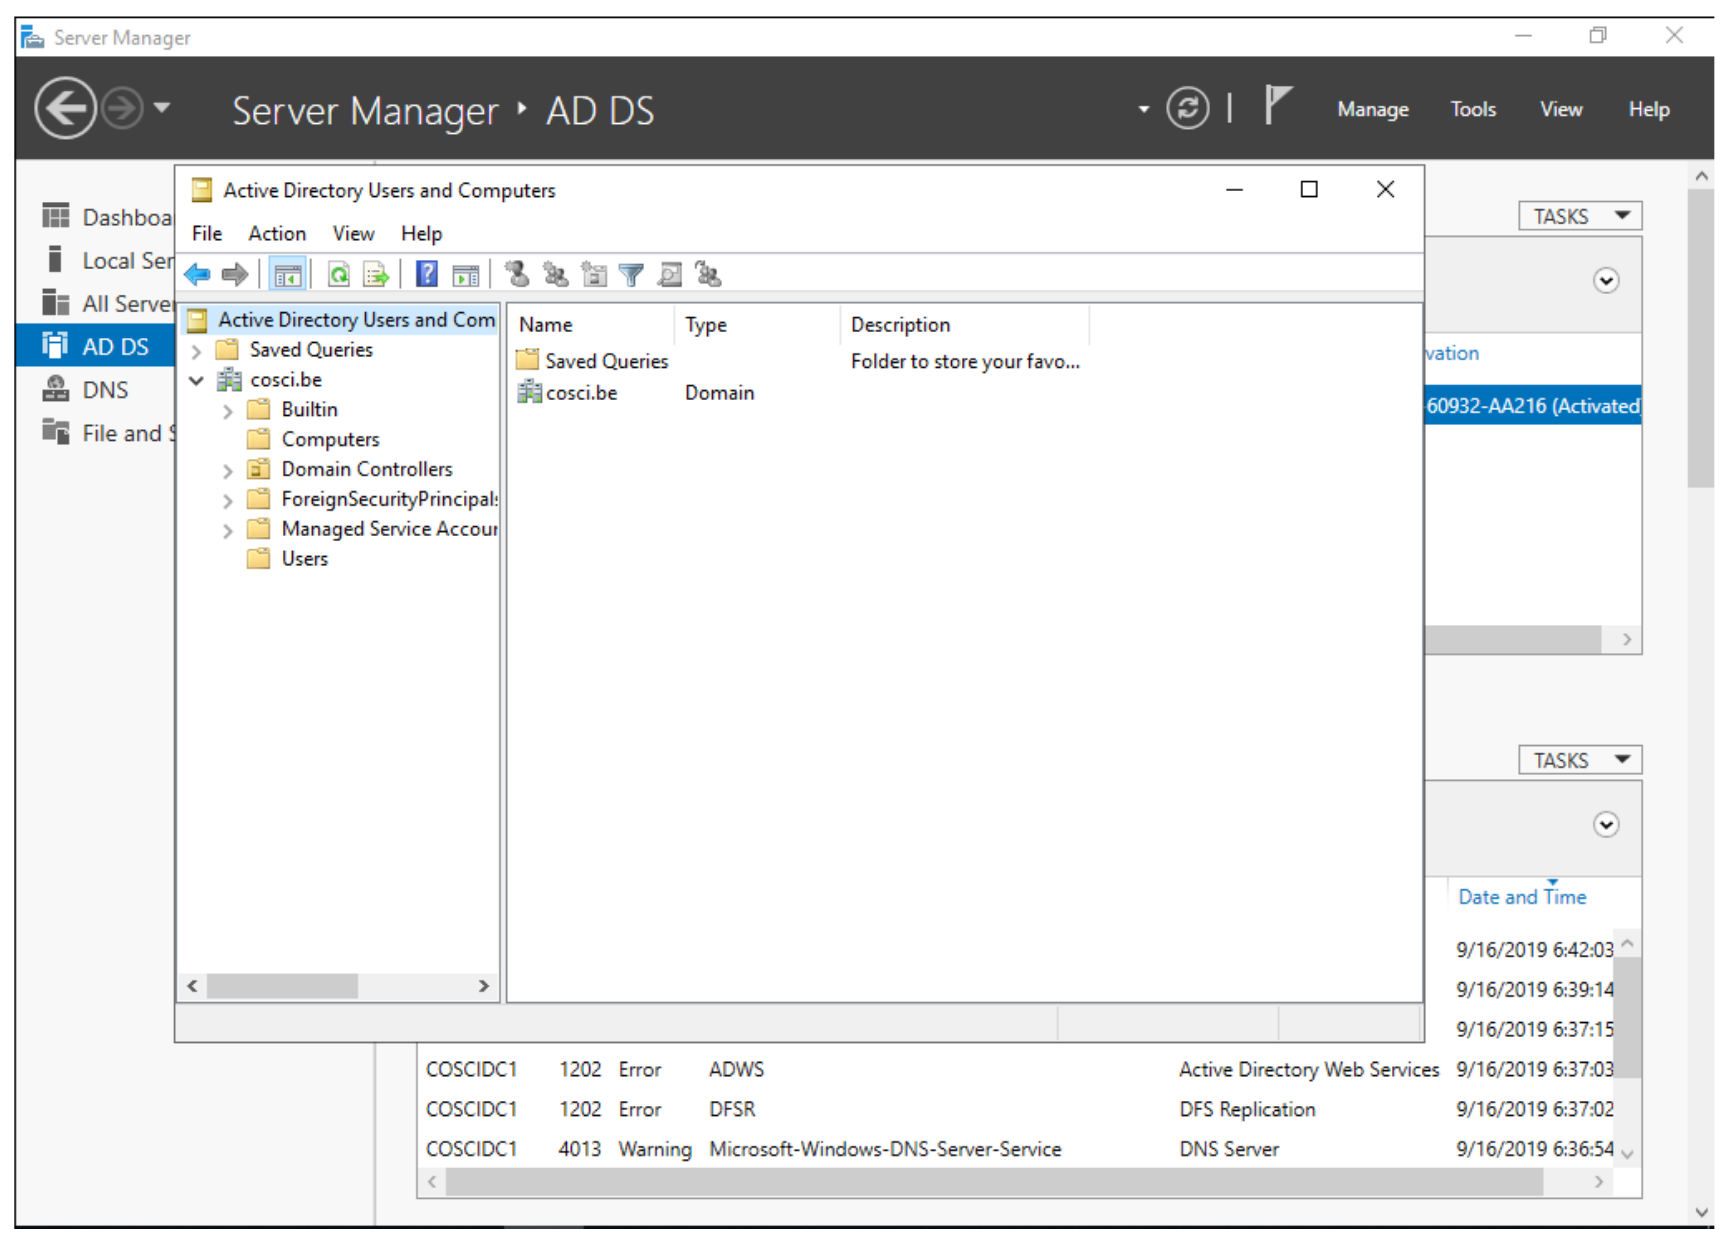 Server Manager
Server Manager ‣ AD DS
Manage Tools View Help
Dashboa
Local Ser
All Server
AD DS
DNS
File and S
Active Directory Users and Computers
File Action View Help
Active Directory Users and Com
Saved Queries
cosci.be
Builtin
Computers
Domain Controllers
ForeignSecurityPrincipals
Managed Service Accoun
Users
Name Type Description
Saved Queries Folder to store your favo...
cosci.be Domain
TASKS
vation
-60932-AA216 (Activated)
TASKS
Date and Time
9/16/2019 6:42:03
9/16/2019 6:39:14
9/16/2019 6:37:15
COSCIDC1 1202 Error ADWS Active Directory Web Services 9/16/2019 6:37:03
COSCIDC1 1202 Error DFSR DFS Replication 9/16/2019 6:37:02
COSCIDC1 4013 Warning Microsoft-Windows-DNS-Server-Service DNS Server 9/16/2019 6:36:54